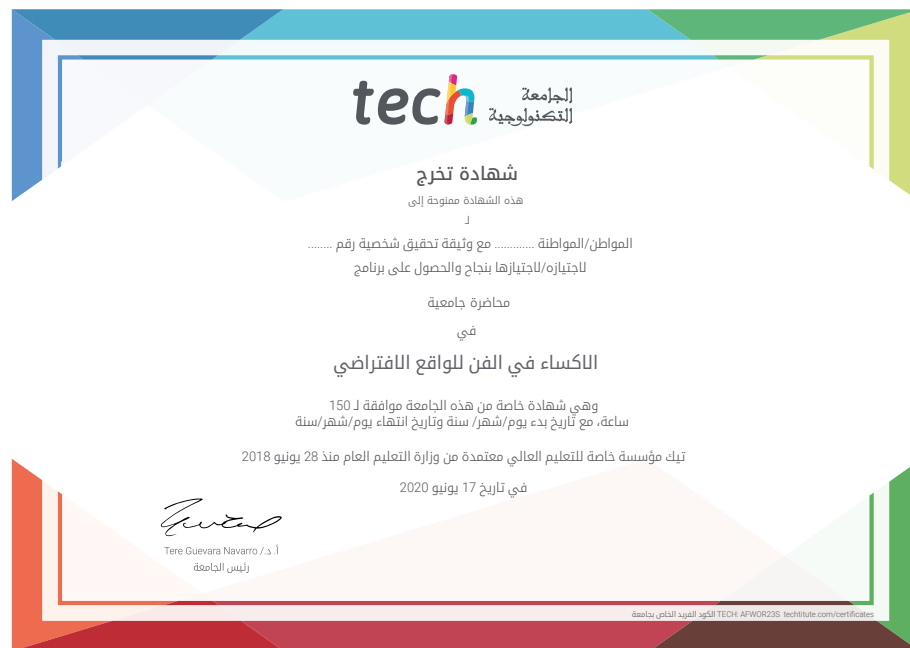 tech الجامعة
التكنولوجية
شهادة تخرج
هذه الشهادة ممنوحة إلى
لـ
المواطن/المواطنة ............ مع وثيقة تحقيق شخصية رقم ........
لاجتيازه/لاجتيازها بنجاح والحصول على برنامج
محاضرة جامعية
في
الاكساء في الفن للواقع الافتراضي
وهي شهادة خاصة من هذه الجامعة موافقة لـ 150
ساعة، مع تاريخ بدء يوم/شهر/ سنة وتاريخ انتهاء يوم/شهر/سنة
تيك مؤسسة خاصة للتعليم العالي معتمدة من وزارة التعليم العام منذ 28 يونيو 2018
في تاريخ 17 يونيو 2020
أ.د./ Tere Guevara Navarro
رئيس الجامعة
الكود الفريد الخاص بجامعة TECH: AFWOR23S techtitute.com/certificates